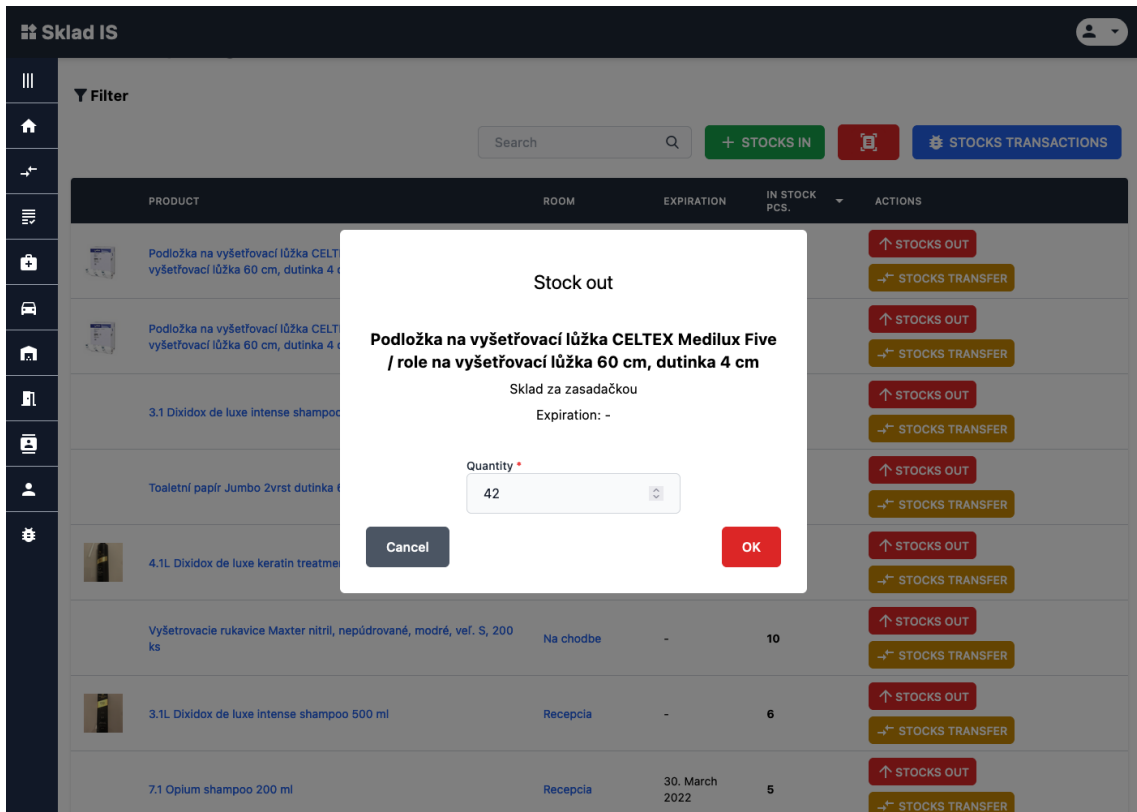 Sklad IS
Filter
Search
STOCKS IN
STOCKS TRANSACTIONS
PRODUCT
ROOM
EXPIRATION
IN STOCK
PCS.
ACTIONS
Podložka na vyšetřovací lůžka CELT
vyšetřovací lůžka 60 cm, dutinka 4
STOCKS OUT
STOCKS TRANSFER
Podložka na vyšetřovací lůžka CELT
vyšetřovací lůžka 60 cm, dutinka 4
STOCKS OUT
STOCKS TRANSFER
3.1 Dixidox de luxe intense shampoo
STOCKS OUT
STOCKS TRANSFER
Toaletní papír Jumbo 2vrst dutinka
STOCKS OUT
STOCKS TRANSFER
4.1L Dixidox de luxe keratin treatme
STOCKS OUT
STOCKS TRANSFER
Stock out
Podložka na vyšetřovací lůžka CELTEX Medilux Five
/ role na vyšetřovací lůžka 60 cm, dutinka 4 cm
Sklad za zasadačkou
Expiration: -
Quantity *
42
Cancel
OK
Vyšetrovacie rukavice Maxter nitril, nepúdrované, modré, veľ. S, 200
ks
Na chodbe
-
10
STOCKS OUT
STOCKS TRANSFER
3.1L Dixidox de luxe intense shampoo 500 ml
Recepcia
-
6
STOCKS OUT
STOCKS TRANSFER
7.1 Opium shampoo 200 ml
Recepcia
30. March
2022
5
STOCKS OUT
STOCKS TRANSFER